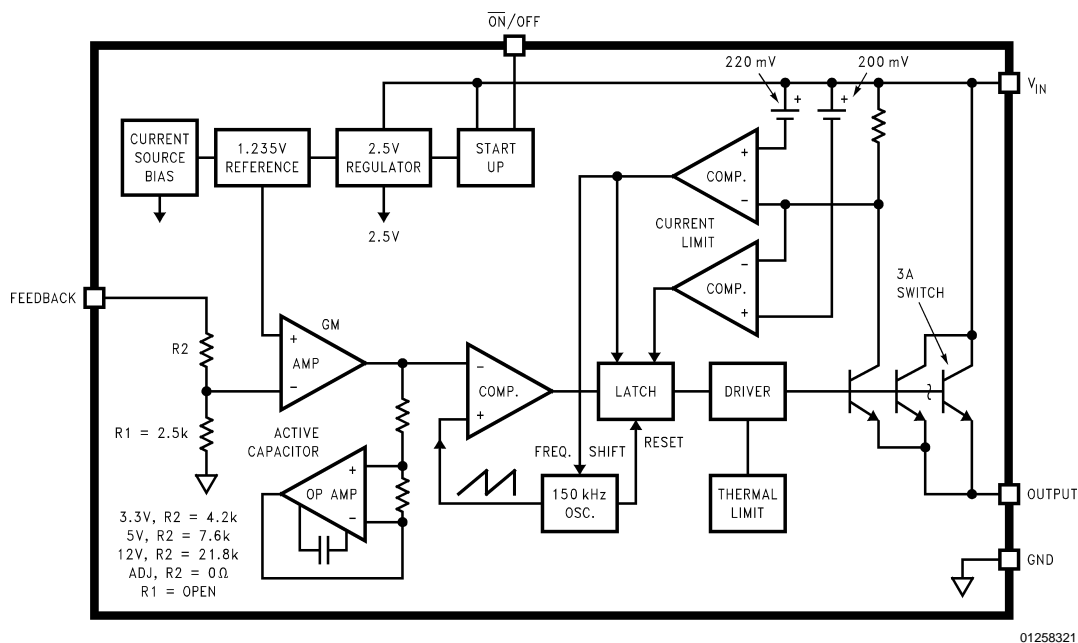 ON/OFF
220 mV
200 mV
VIN
CURRENT
SOURCE
BIAS
1.235V
REFERENCE
2.5V
REGULATOR
START
UP
+
+
+
COMP.
−
2.5V
CURRENT
LIMIT
−
COMP.
+
3A
SWITCH
FEEDBACK
GM
R2
+
AMP
−
−
COMP.
+
LATCH
DRIVER
R1 = 2.5k
ACTIVE
CAPACITOR
FREQ. SHIFT
RESET
+
OP AMP
−
150 kHz
OSC.
THERMAL
LIMIT
OUTPUT
3.3V, R2 = 4.2k
5V, R2 = 7.6k
12V, R2 = 21.8k
ADJ, R2 = 0Ω
R1 = OPEN
GND
01258321